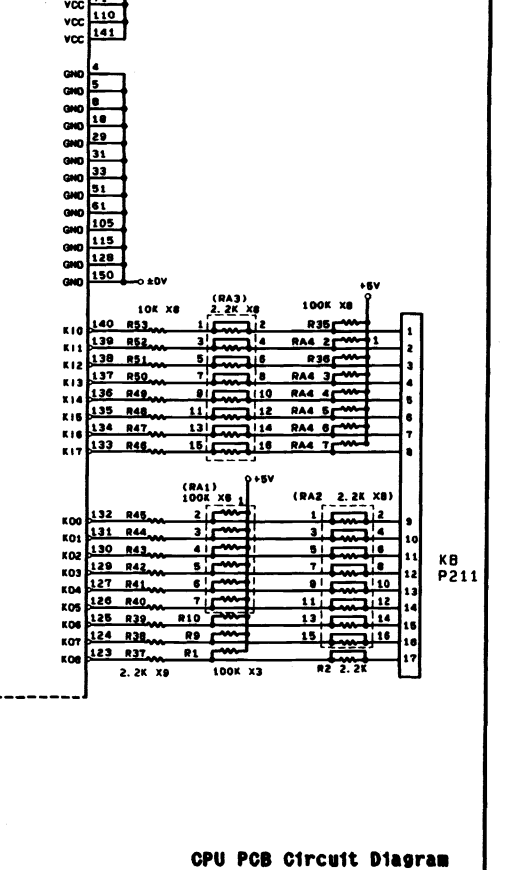 VCC
VCC 110
VCC 141
GND 4
GND 5
GND 8
GND 18
GND 29
GND 31
GND 33
GND 51
GND 61
GND 105
GND 115
GND 128
GND 150 ±0V
+5V
(RA3)
10K X8 2.2K X8 100K X8
KI0 140 R53 1 2 R35 1
KI1 139 R52 3 4 RA4 2 1 2
KI2 138 R51 5 6 R36 3
KI3 137 R50 7 8 RA4 3 4
KI4 136 R49 9 10 RA4 4 5
KI5 135 R48 11 12 RA4 5 6
KI6 134 R47 13 14 RA4 6 7
KI7 133 R46 15 16 RA4 7 8
+5V
(RA1)
100K X6 1 (RA2 2.2K X8)
KO0 132 R45 2 1 2 9
KO1 131 R44 3 3 4 10
KO2 130 R43 4 5 6 11
KO3 129 R42 5 7 8 12
KO4 127 R41 6 9 10 13
KO5 126 R40 7 11 12 14
KO6 125 R39 R10 13 14 15
KO7 124 R38 R9 15 16 16
KO8 123 R37 R1 17
2.2K X9 100K X3 R2 2.2K
KB
P211
CPU PCB Circuit Diagram